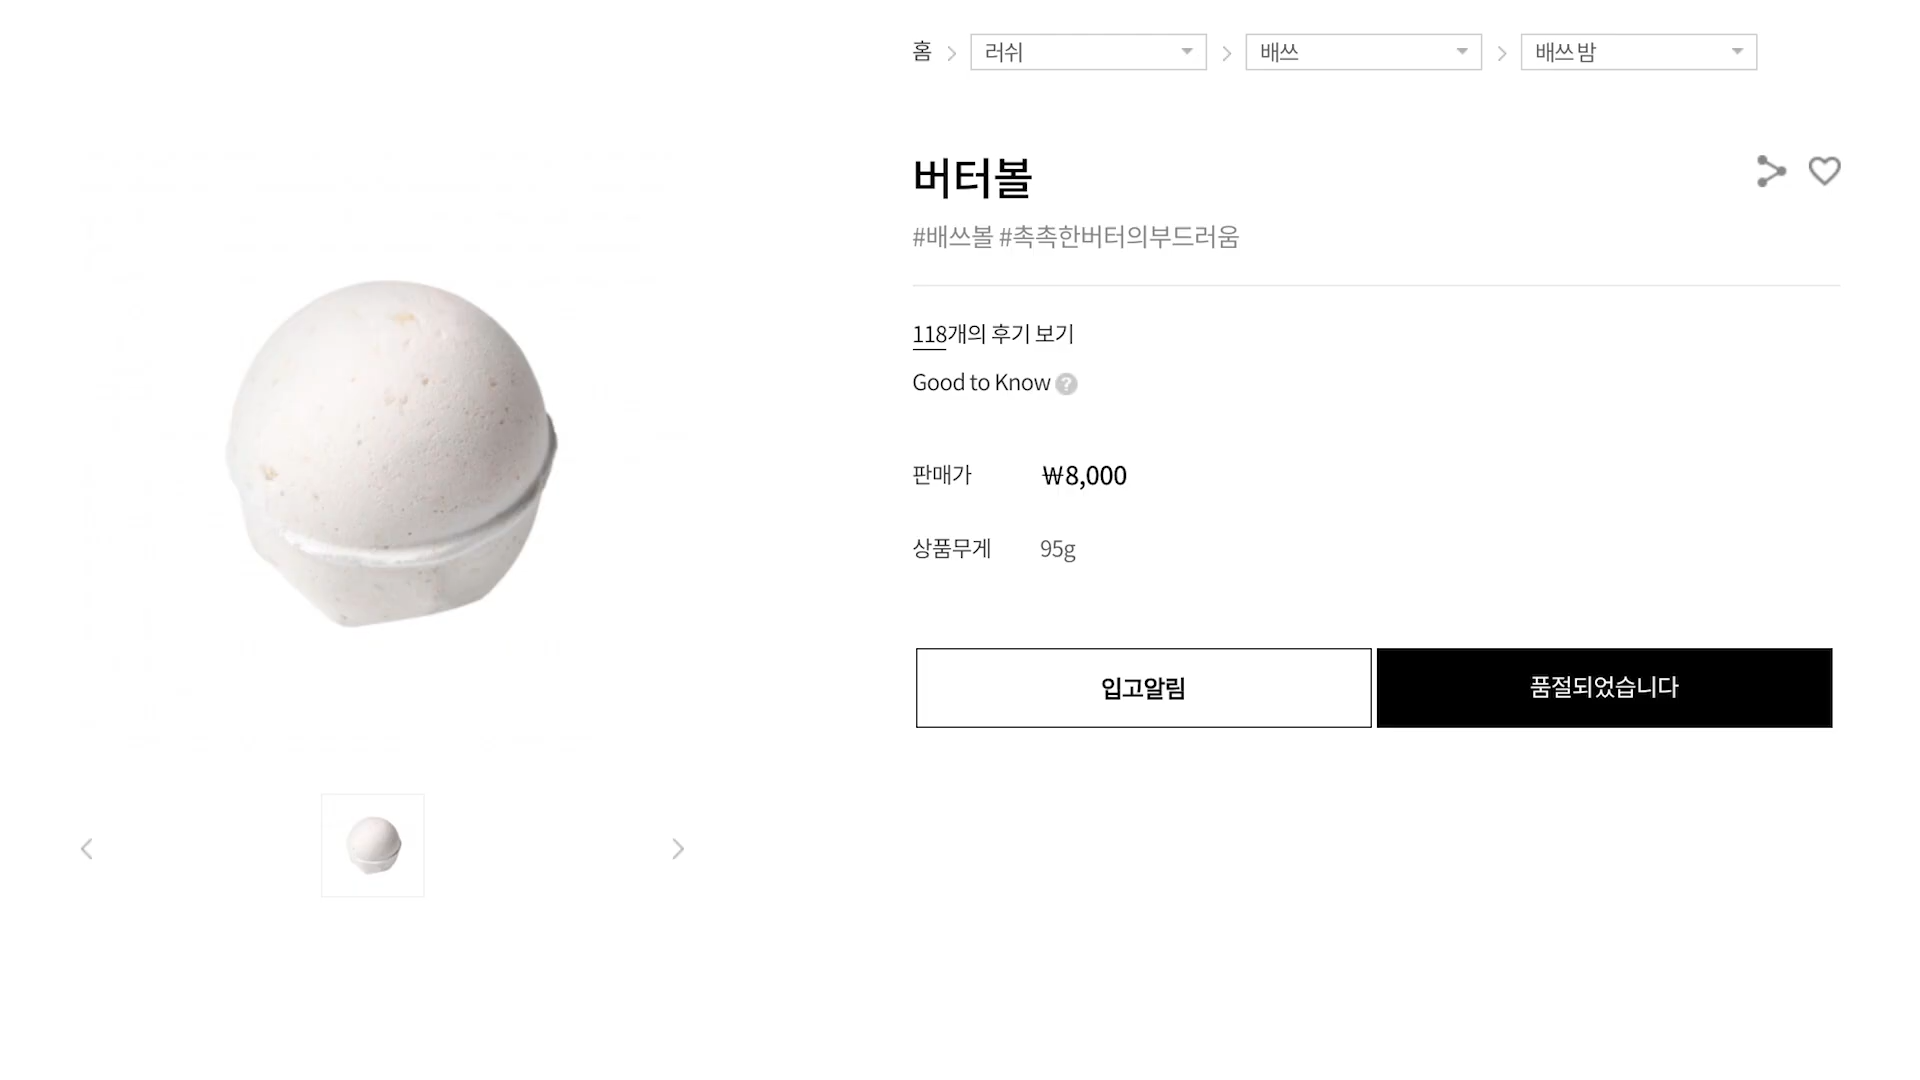 홈 러쉬 배쓰 배쓰 밤
버터볼
#배쓰볼 #촉촉한버터의부드러움
118개의 후기 보기
Good to Know ?
판매가 ₩8,000
상품무게 95g
입고알림 품절되었습니다